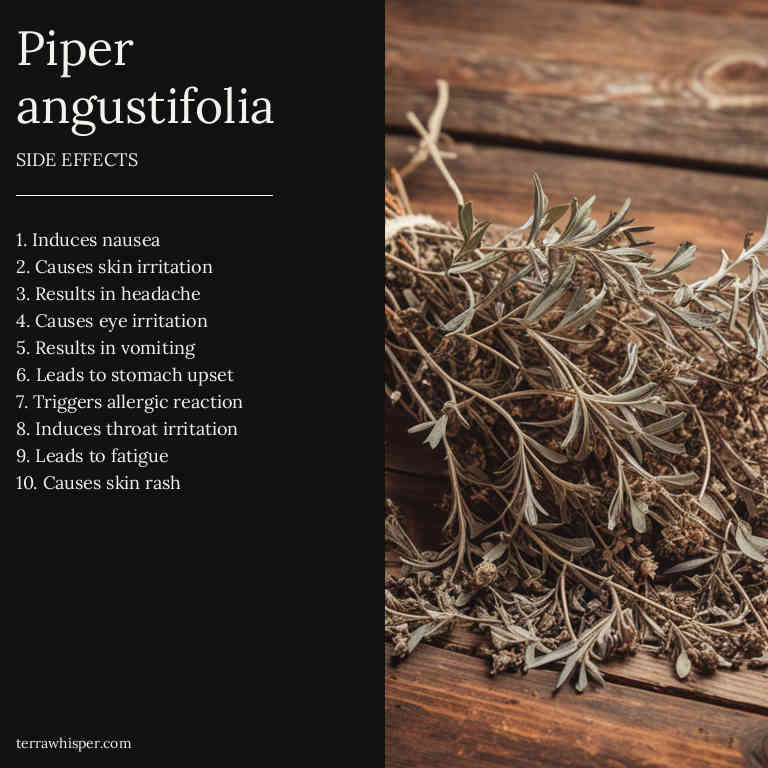 Piper
angustifolia
SIDE EFFECTS
1. Induces nausea
2. Causes skin irritation
3. Results in headache
4. Causes eye irritation
5. Results in vomiting
6. Leads to stomach upset
7. Triggers allergic reaction
8. Induces throat irritation
9. Leads to fatigue
10. Causes skin rash
terrawhisper.com